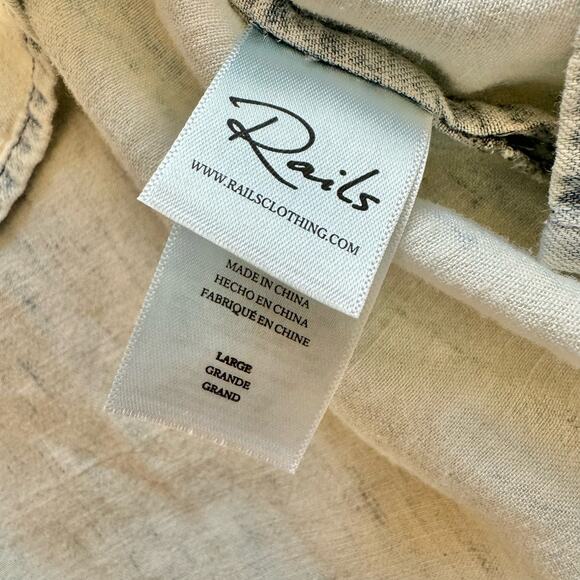 Rails
WWW.RAILSCLOTHING.COM
MADE IN CHINA
HECHO EN CHINA
FABRIQUÉ EN CHINE
LARGE
GRANDE
GRAND